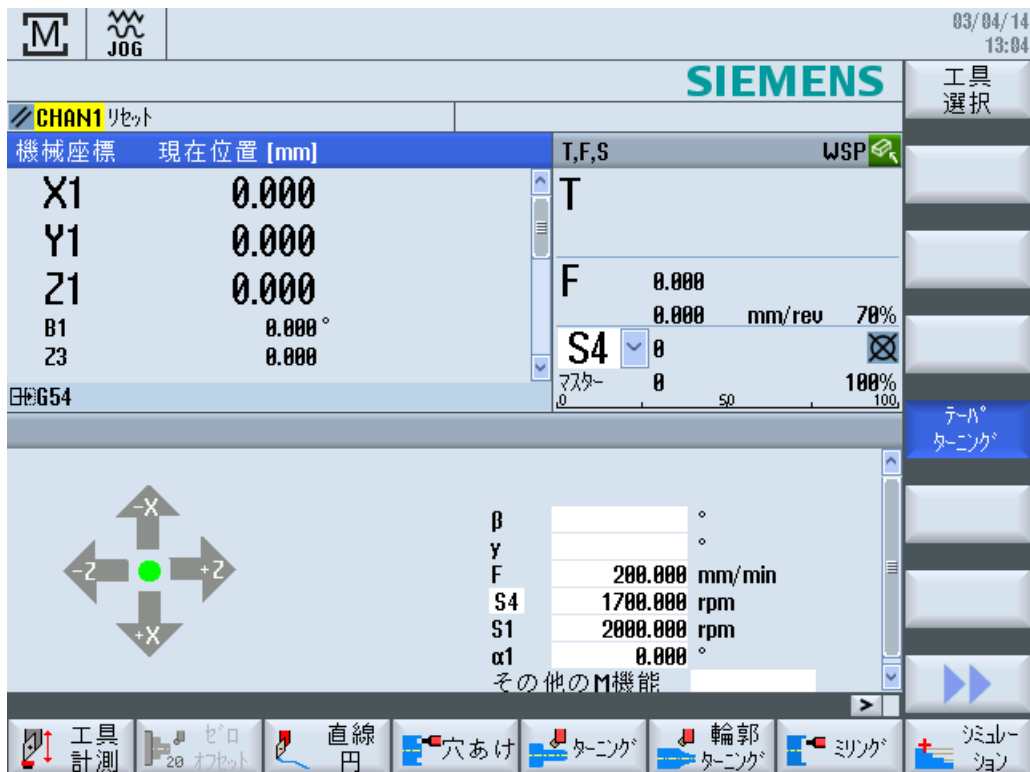 M
JOG
03/04/14
13:04
SIEMENS
CHAN1 リセット
機械座標 現在位置 [mm]
X1 0.000
Y1 0.000
Z1 0.000
B1 0.000 °
Z3 0.000
G54
T,F,S WSP
T
F 0.000
0.000 mm/rev 70%
S4 0
マスター 0 100%
0 50 100
工具
選択
テーパ
ターニング
-X
-Z +Z
+X
β °
γ °
F 200.000 mm/min
S4 1700.000 rpm
S1 2000.000 rpm
α1 0.000 °
その他のM機能
>
工具
計測
ゼロ
オフセット
直線
円
穴あけ
ターニング
輪郭
ターニング
ミリング
シミュレー
ション